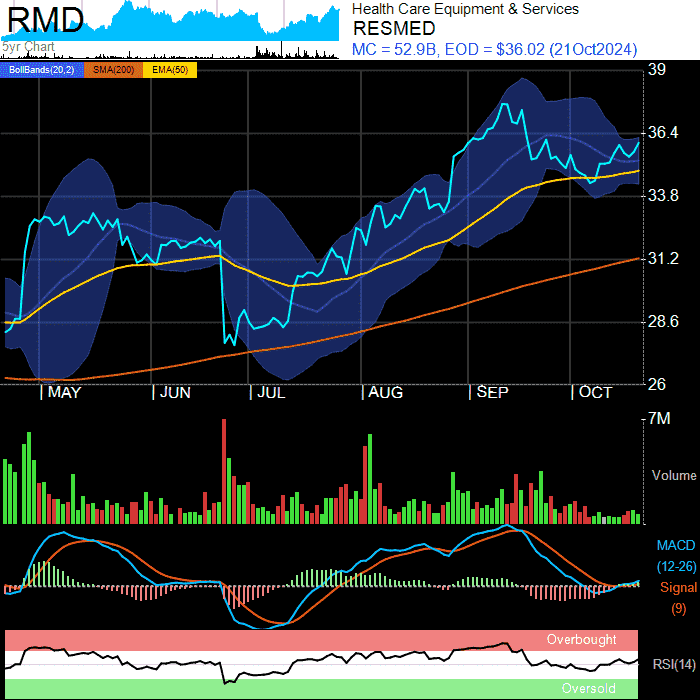 RMD
5yr Chart
Health Care Equipment & Services
RESMED
MC = 52.9B, EOD = $36.02 (21Oct2024)
BollBands(20,2) SMA(200) EMA(50)
39
36.4
33.8
31.2
28.6
26
MAY JUN JUL AUG SEP OCT
7M
Volume
MACD
(12-26)
Signal
(9)
Overbought
RSI(14)
Oversold